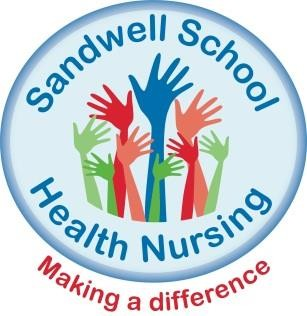 Sandwell School
Health Nursing
Making a difference